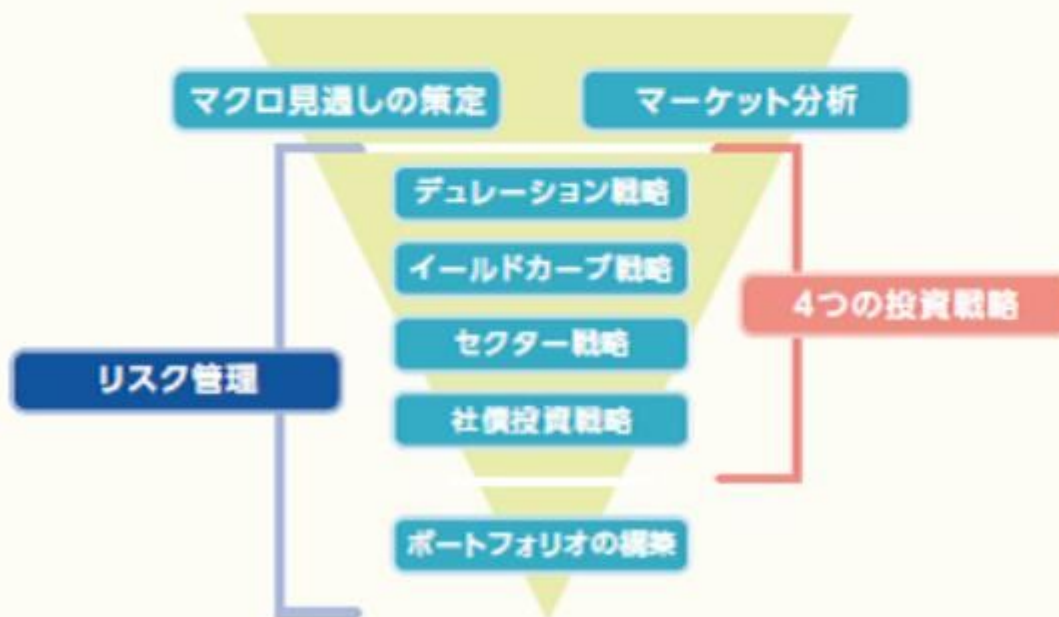 マクロ見通しの策定
マーケット分析
デュレーション戦略
イールドカーブ戦略
4つの投資戦略
セクター戦略
リスク管理
社債投資戦略
ポートフォリオの構築